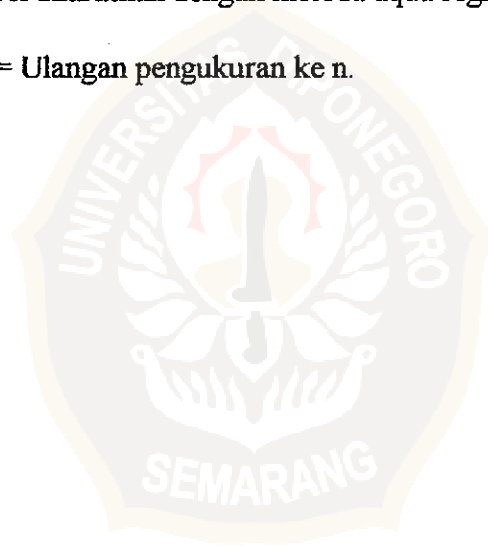 = Ulangan pengukuran ke n.
UNIVERSITAS DIPONEGORO
SEMARANG